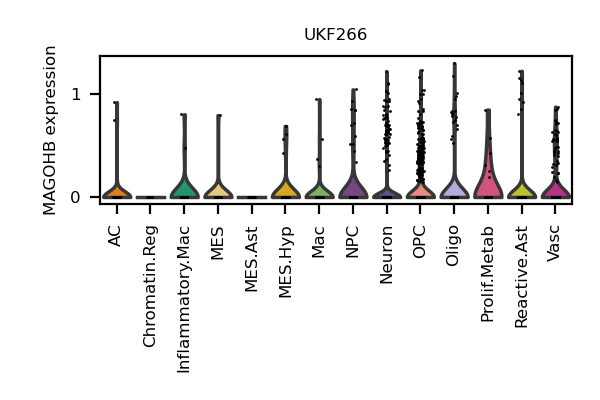 UKF266
MAGOHB expression
1
0
AC
Chromatin.Reg
Inflammatory.Mac
MES
MES.Ast
MES.Hyp
Mac
NPC
Neuron
OPC
Oligo
Prolif.Metab
Reactive.Ast
Vasc